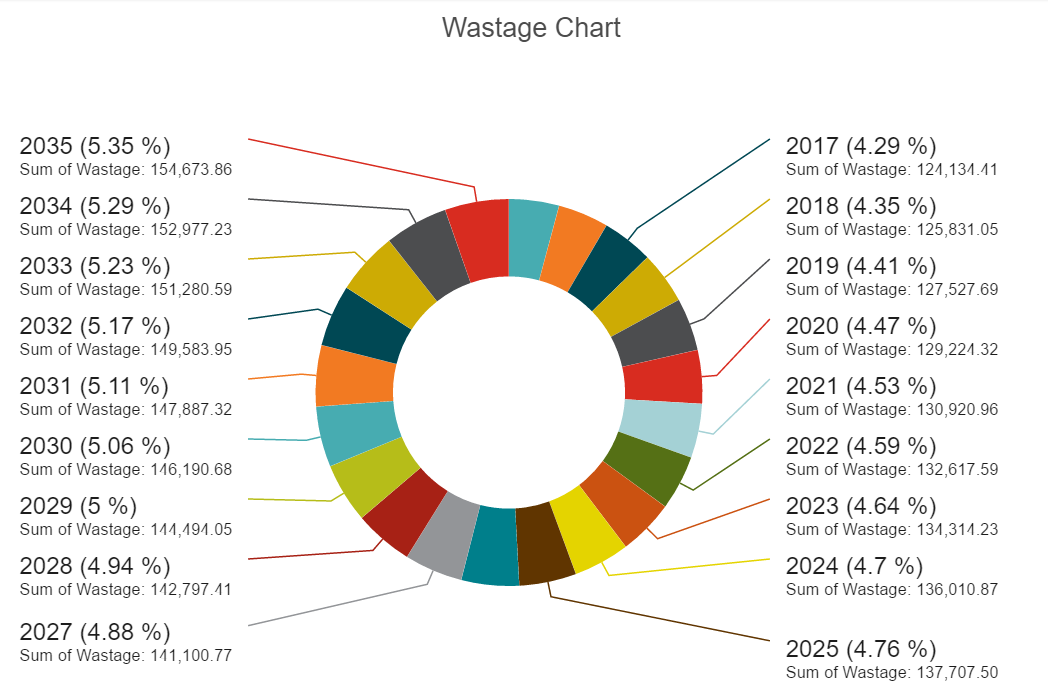 Wastage Chart
2035 (5.35 %)
Sum of Wastage: 154,673.86
2034 (5.29 %)
Sum of Wastage: 152,977.23
2033 (5.23 %)
Sum of Wastage: 151,280.59
2032 (5.17 %)
Sum of Wastage: 149,583.95
2031 (5.11 %)
Sum of Wastage: 147,887.32
2030 (5.06 %)
Sum of Wastage: 146,190.68
2029 (5 %)
Sum of Wastage: 144,494.05
2028 (4.94 %)
Sum of Wastage: 142,797.41
2027 (4.88 %)
Sum of Wastage: 141,100.77
2017 (4.29 %)
Sum of Wastage: 124,134.41
2018 (4.35 %)
Sum of Wastage: 125,831.05
2019 (4.41 %)
Sum of Wastage: 127,527.69
2020 (4.47 %)
Sum of Wastage: 129,224.32
2021 (4.53 %)
Sum of Wastage: 130,920.96
2022 (4.59 %)
Sum of Wastage: 132,617.59
2023 (4.64 %)
Sum of Wastage: 134,314.23
2024 (4.7 %)
Sum of Wastage: 136,010.87
2025 (4.76 %)
Sum of Wastage: 137,707.50